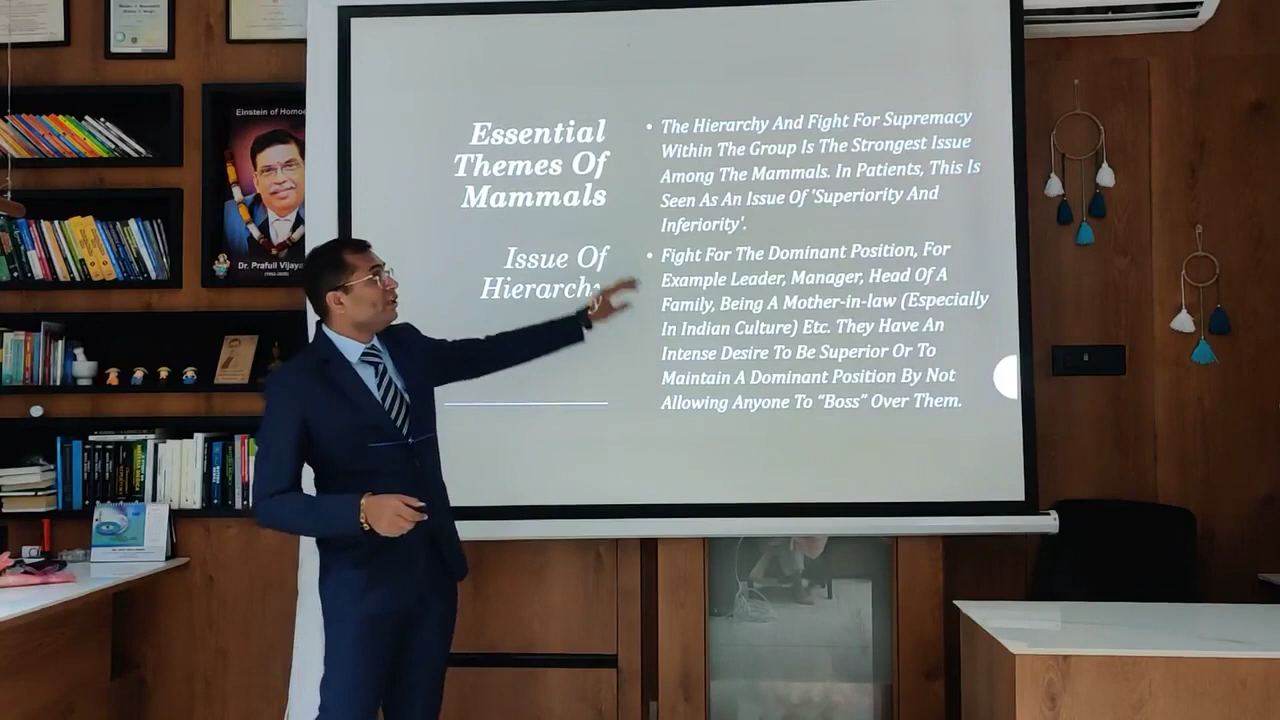 Einstein of Homoe
Dr. Prafull Vijaya
Essential
Themes Of
Mammals
Issue Of
Hierarchy
• The Hierarchy And Fight For Supremacy
Within The Group Is The Strongest Issue
Among The Mammals. In Patients, This Is
Seen As An Issue Of 'Superiority And
Inferiority'.
• Fight For The Dominant Position, For
Example Leader, Manager, Head Of A
Family, Being A Mother-in-law (Especially
In Indian Culture) Etc. They Have An
Intense Desire To Be Superior Or To
Maintain A Dominant Position By Not
Allowing Anyone To “Boss” Over Them.